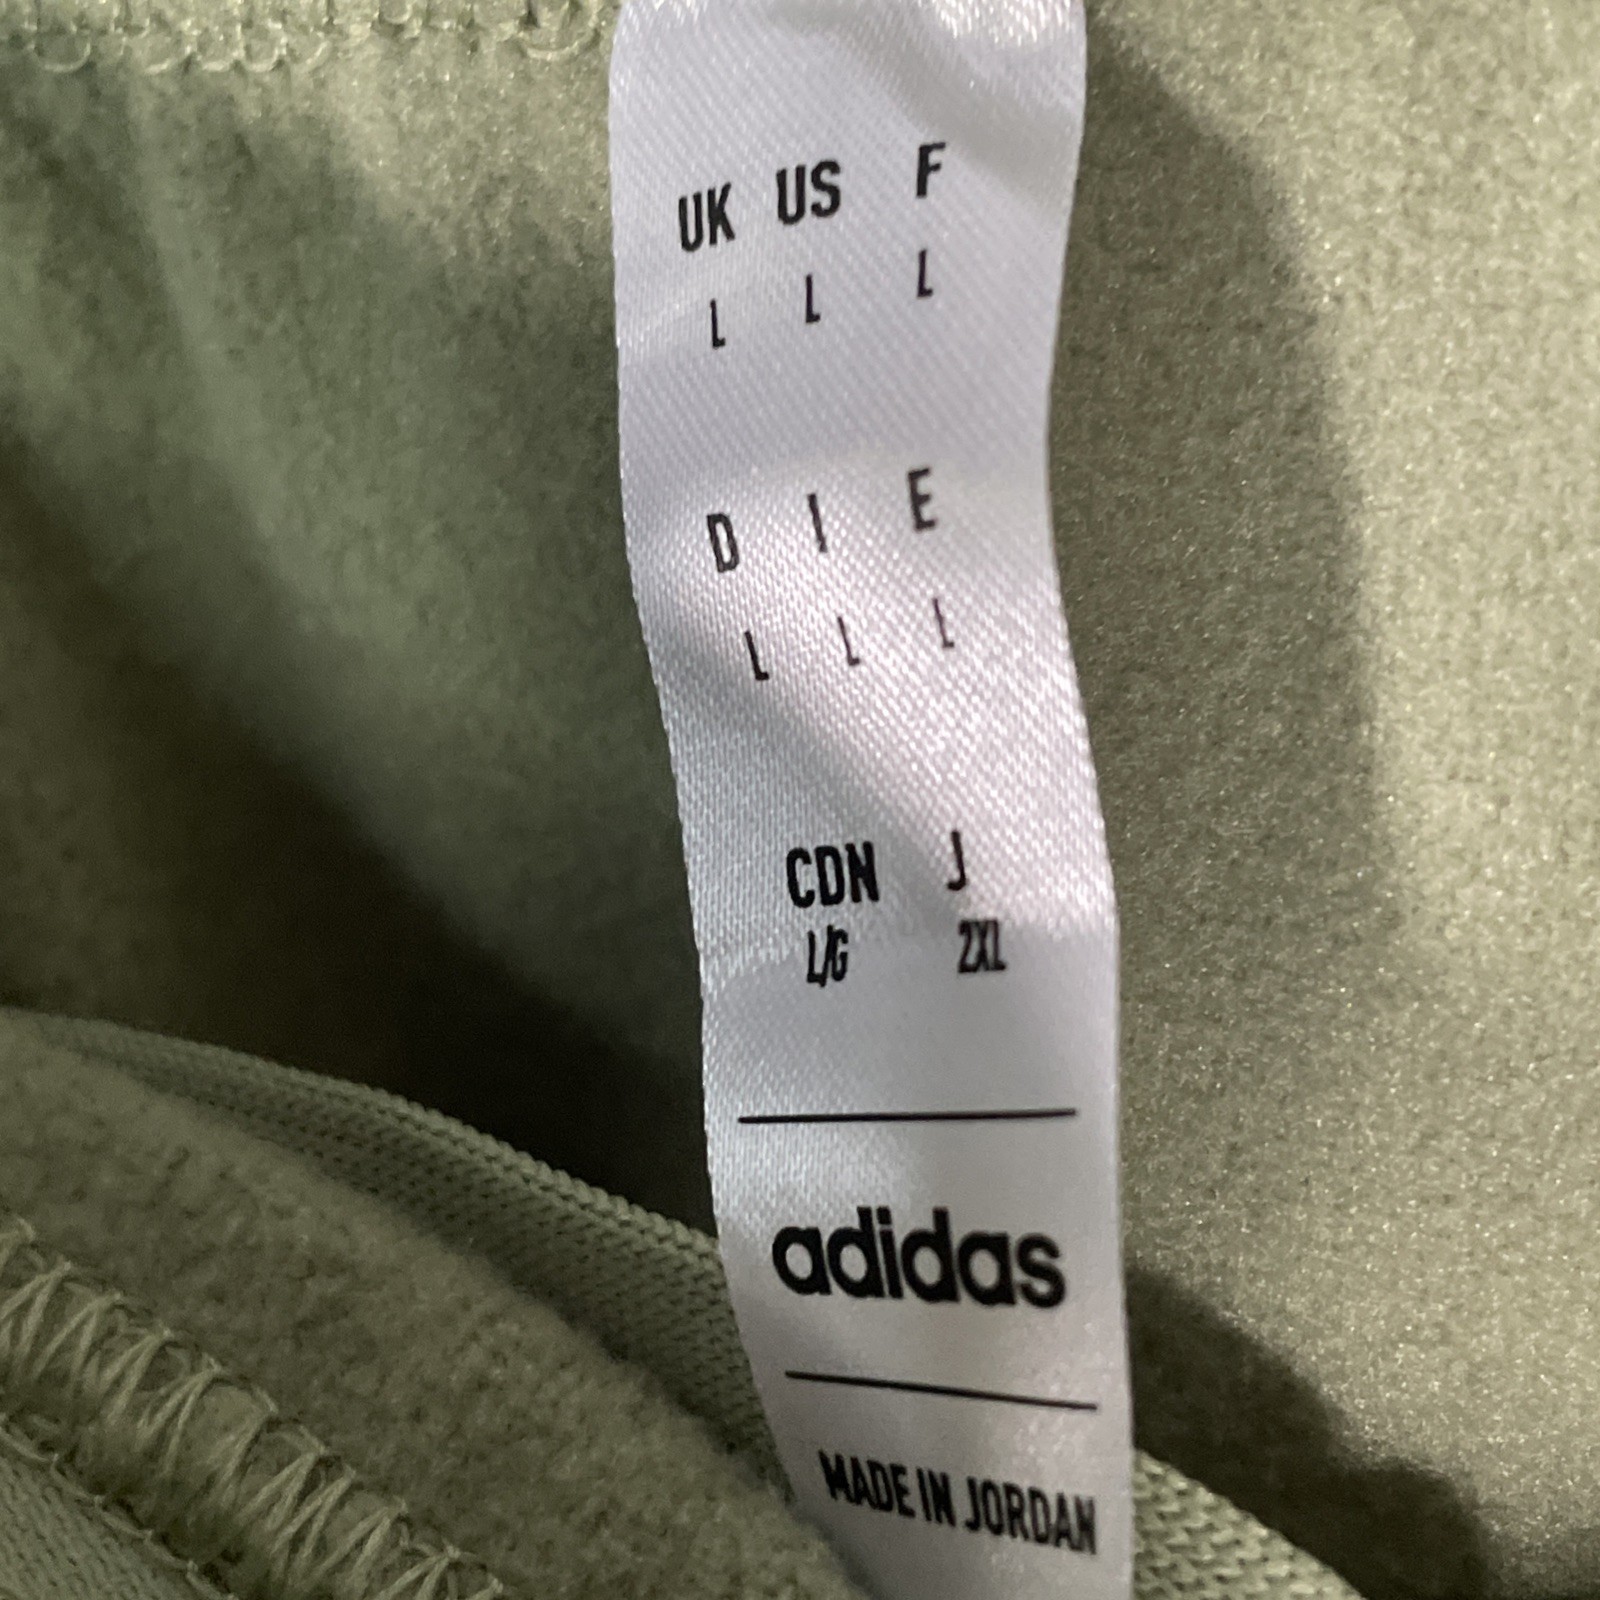 UK US F
L L L
D I E
L L L
CDN J
L/G 2XL
adidas
MADE IN JORDAN